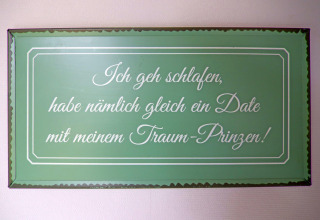 Ich geh schlafen,
habe nämlich gleich ein Date
mit meinem Traum-Prinzen!